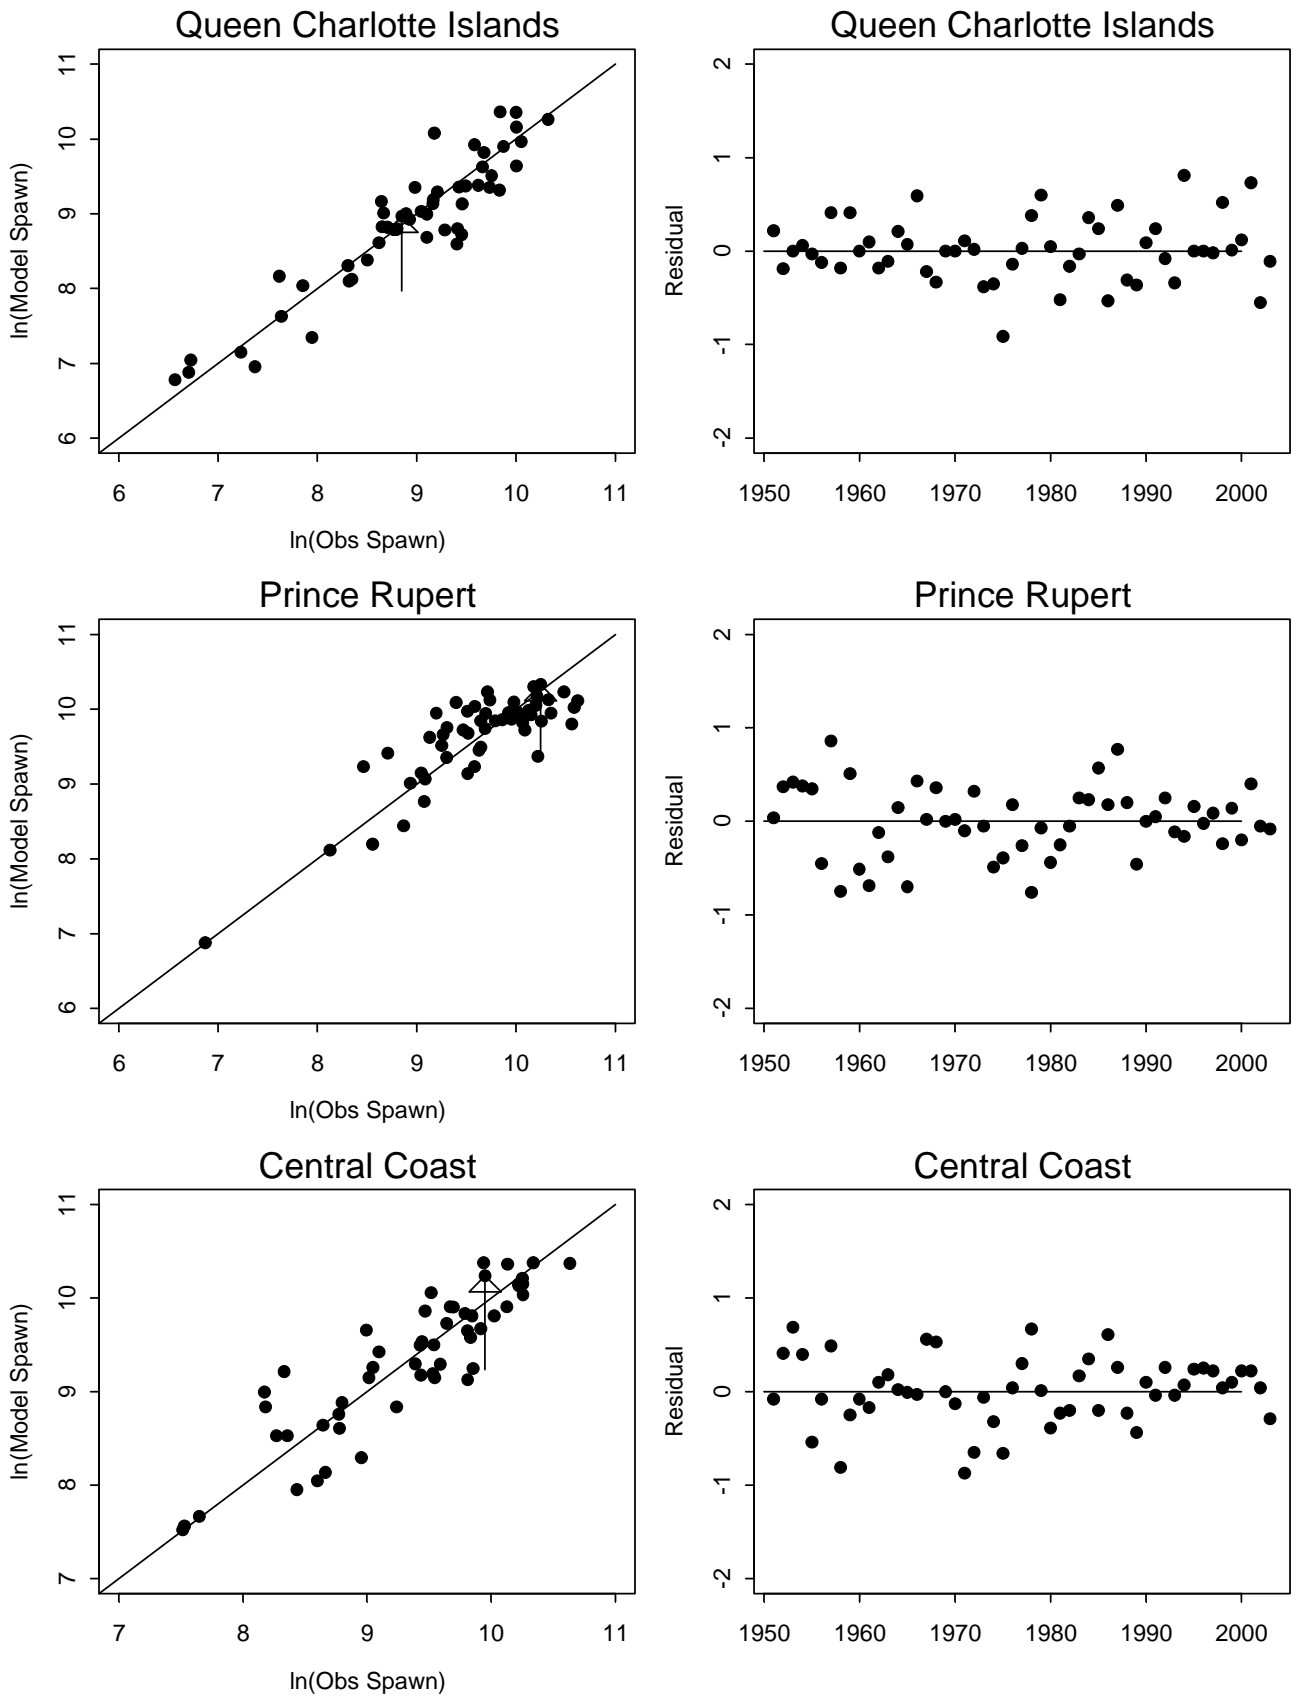 Queen Charlotte Islands
ln(Model Spawn)
11
10
9
8
7
6
6 7 8 9 10 11
ln(Obs Spawn)
Queen Charlotte Islands
Residual
2
1
0
-1
-2
1950 1960 1970 1980 1990 2000
Prince Rupert
ln(Model Spawn)
11
10
9
8
7
6
6 7 8 9 10 11
ln(Obs Spawn)
Prince Rupert
Residual
2
1
0
-1
-2
1950 1960 1970 1980 1990 2000
Central Coast
ln(Model Spawn)
11
10
9
8
7
7 8 9 10 11
ln(Obs Spawn)
Central Coast
Residual
2
1
0
-1
-2
1950 1960 1970 1980 1990 2000